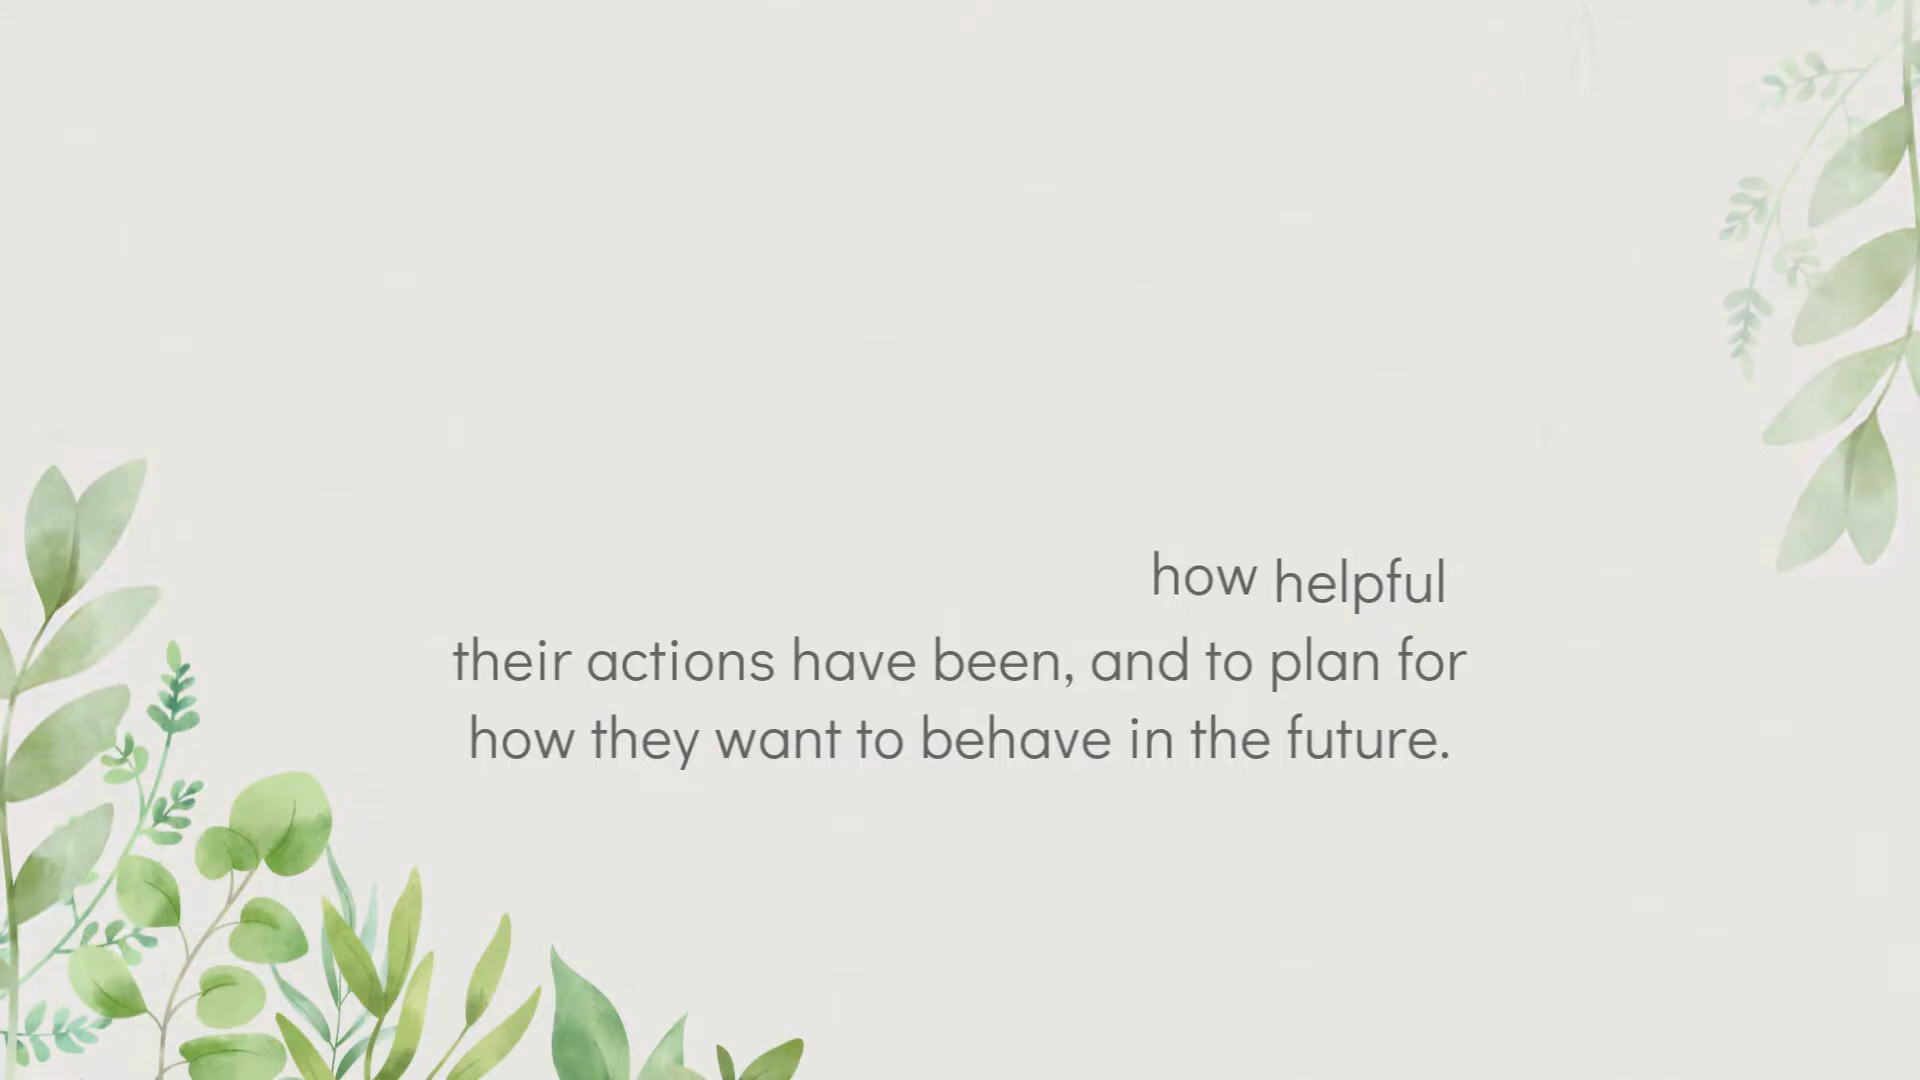 how helpful
their actions have been, and to plan for
how they want to behave in the future.